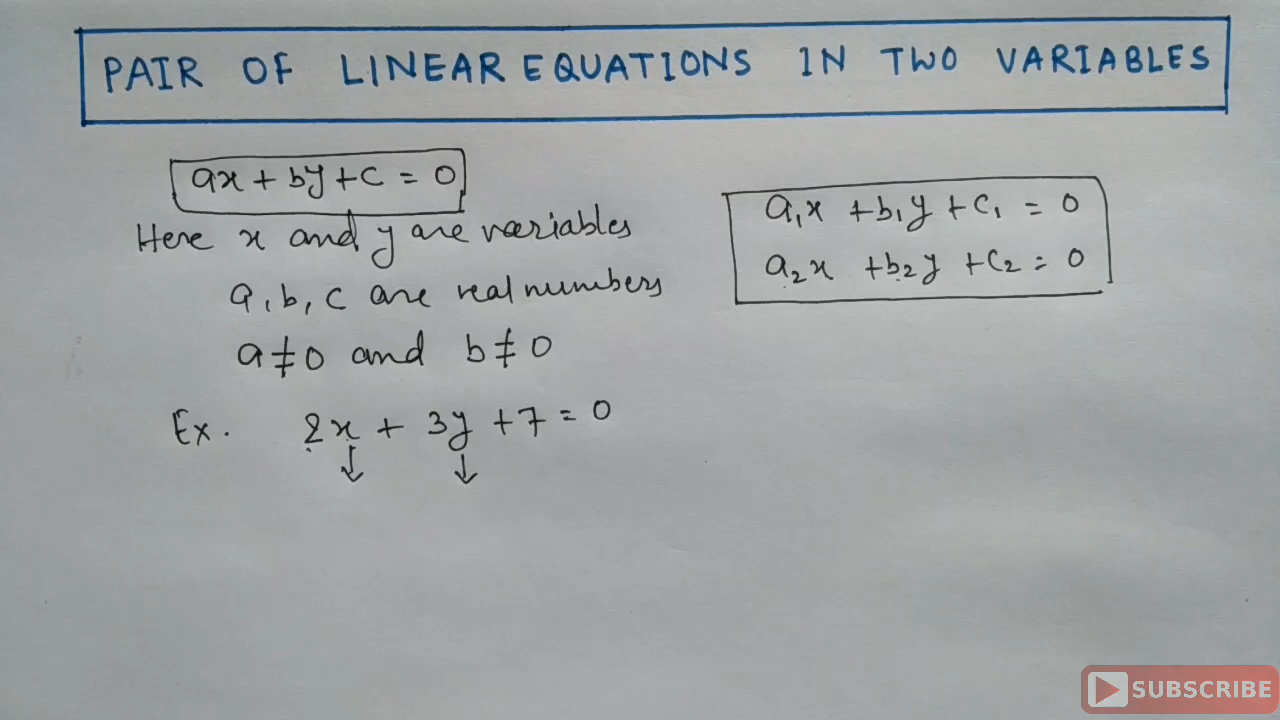 PAIR OF LINEAR EQUATIONS IN TWO VARIABLES
ax + by + c = 0
Here x and y are variables
a, b, c are real numbers
a ≠ 0 and b ≠ 0
Ex. 2x + 3y + 7 = 0
↓ ↓
a₁x + b₁y + c₁ = 0
a₂x + b₂y + c₂ = 0
SUBSCRIBE